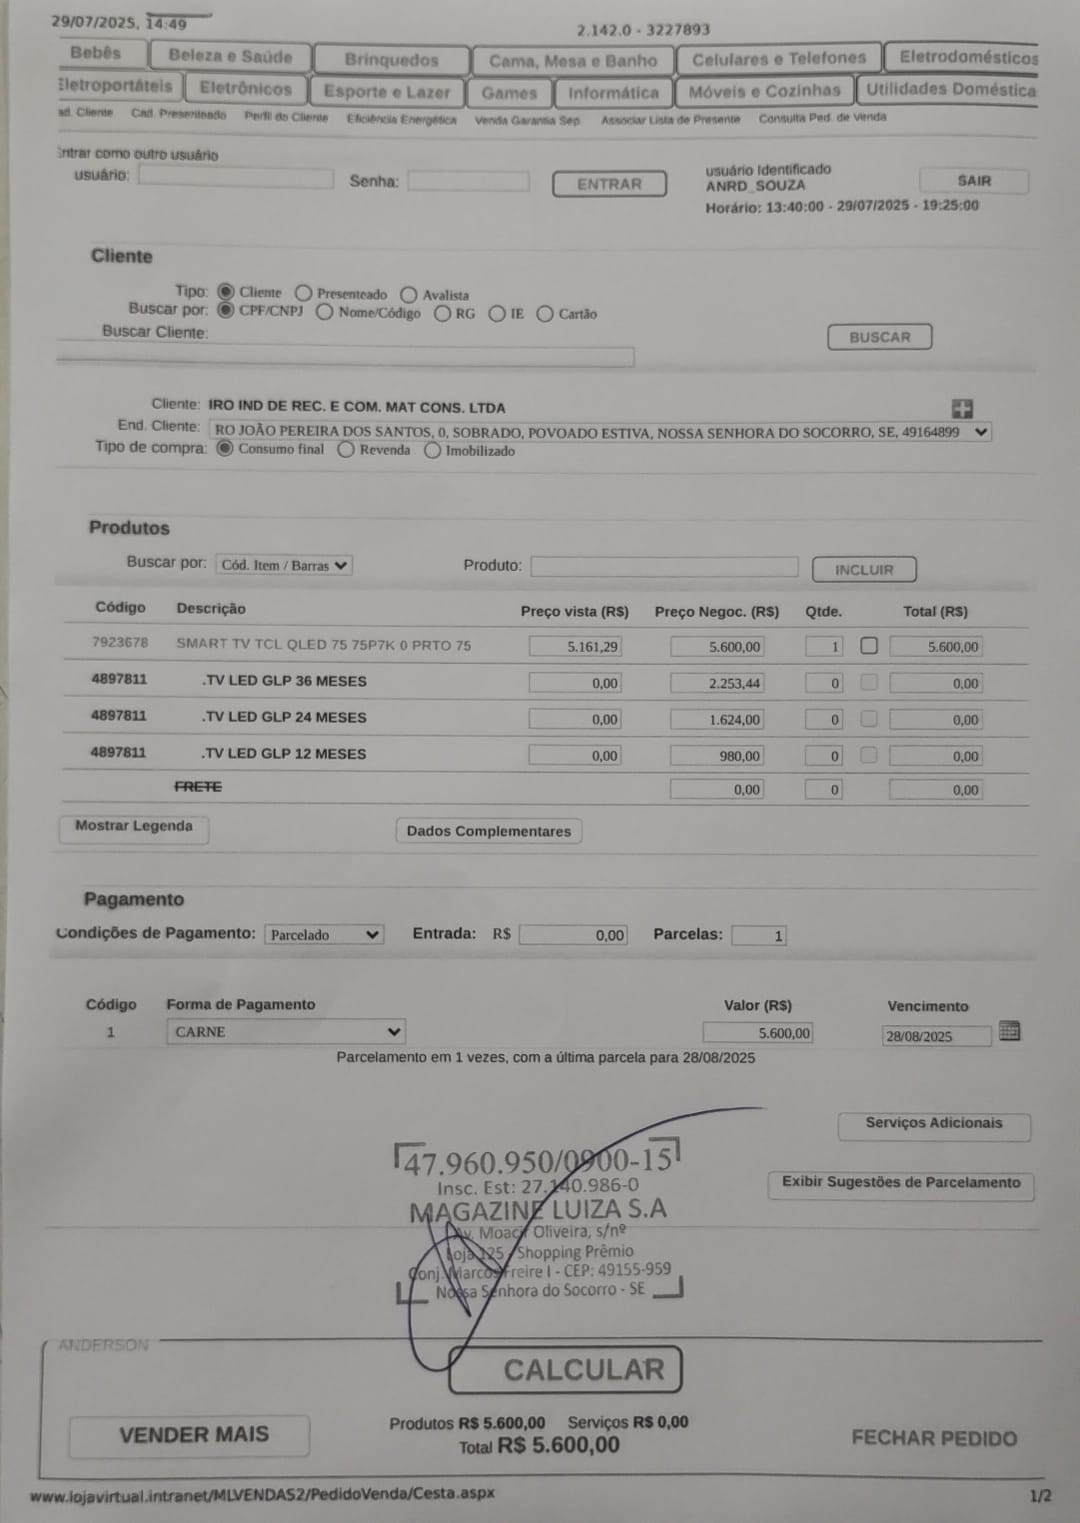 29/07/2025, 14:49
2.142.0 - 3227893
Bebês Beleza e Saúde Brinquedos Cama, Mesa e Banho Celulares e Telefones Eletrodomésticos
Eletroportáteis Eletrônicos Esporte e Lazer Games Informática Móveis e Cozinhas Utilidades Doméstica
ad. Cliente Cad. Presenteado Perfil do Cliente Eficiência Energética Venda Garantia Sep. Associar Lista de Presente Consulta Ped. de Venda
Entrar como outro usuário
usuário: Senha: ENTRAR
usuário Identificado
ANRD_SOUZA
SAIR
Horário: 13:40:00 - 29/07/2025 - 19:25:00
Cliente
Tipo: Cliente Presenteado Avalista
Buscar por: CPF/CNPJ Nome/Código RG IE Cartão
Buscar Cliente:
BUSCAR
Cliente: IRO IND DE REC. E COM. MAT CONS. LTDA
End. Cliente: RO JOÃO PEREIRA DOS SANTOS, 0, SOBRADO, POVOADO ESTIVA, NOSSA SENHORA DO SOCORRO, SE, 49164899
Tipo de compra: Consumo final Revenda Imobilizado
Produtos
Buscar por: Cód. Item / Barras Produto: INCLUIR
Código Descrição Preço vista (R$) Preço Negoc. (R$) Qtde. Total (R$)
7923678 SMART TV TCL QLED 75 75P7K 0 PRTO 75 5.161,29 5.600,00 1 5.600,00
4897811 .TV LED GLP 36 MESES 0,00 2.253,44 0 0,00
4897811 .TV LED GLP 24 MESES 0,00 1.624,00 0 0,00
4897811 .TV LED GLP 12 MESES 0,00 980,00 0 0,00
FRETE 0,00 0 0,00
Mostrar Legenda Dados Complementares
Pagamento
Condições de Pagamento: Parcelado Entrada: R$ 0,00 Parcelas: 1
Código Forma de Pagamento Valor (R$) Vencimento
1 CARNE 5.600,00 28/08/2025
Parcelamento em 1 vezes, com a última parcela para 28/08/2025
Serviços Adicionais
Exibir Sugestões de Parcelamento
47.960.950/0900-15
Insc. Est: 27.140.986-0
MAGAZINE LUIZA S.A
Av. Moacir Oliveira, s/nº
Loja 125 - Shopping Prêmio
Conj. Marcos Freire I - CEP: 49155-959
Nossa Senhora do Socorro - SE
ANDERSON
CALCULAR
VENDER MAIS
Produtos R$ 5.600,00 Serviços R$ 0,00
Total R$ 5.600,00
FECHAR PEDIDO
www.lojavirtual.intranet/MLVENDAS2/PedidoVenda/Cesta.aspx
1/2